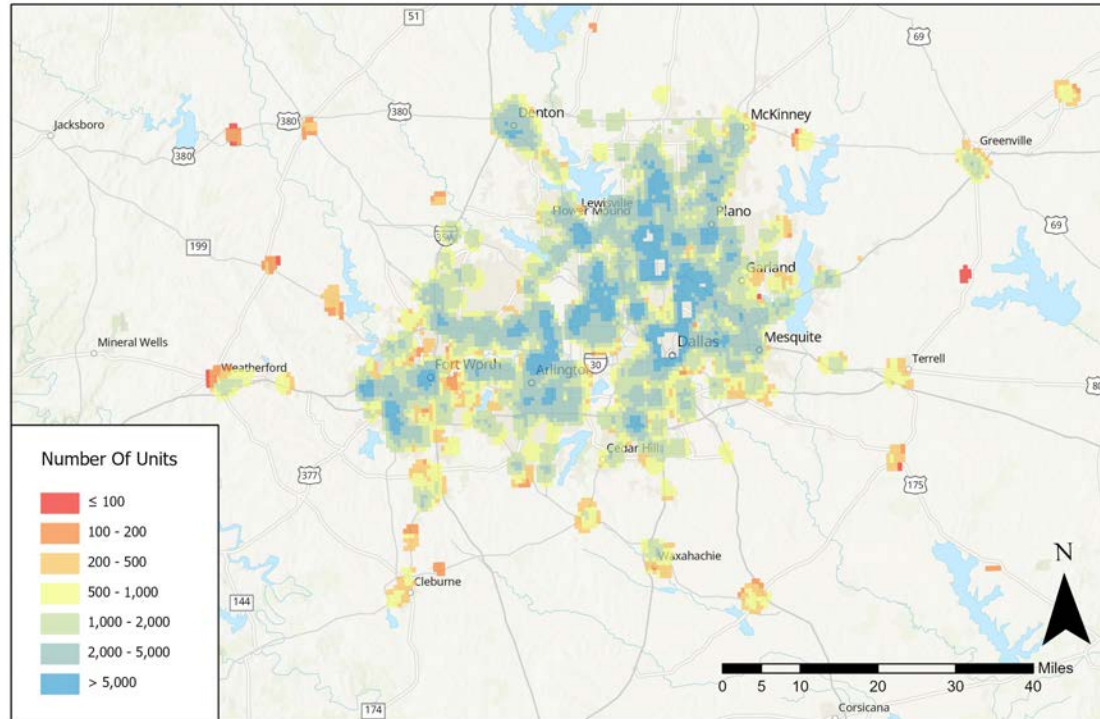 51
69
380
380
380
Denton
McKinney
Jacksboro
Greenville
Lewisville
Flower Mound
Plano
69
35W
199
Garland
Mineral Wells
Dallas
Mesquite
30
Weatherford
Fort Worth
Arlington
Terrell
80
Cedar Hill
377
175
Waxahachie
Cleburne
144
174
Corsicana
Number Of Units
≤ 100
100 - 200
200 - 500
500 - 1,000
1,000 - 2,000
2,000 - 5,000
> 5,000
N
Miles
0 5 10 20 30 40